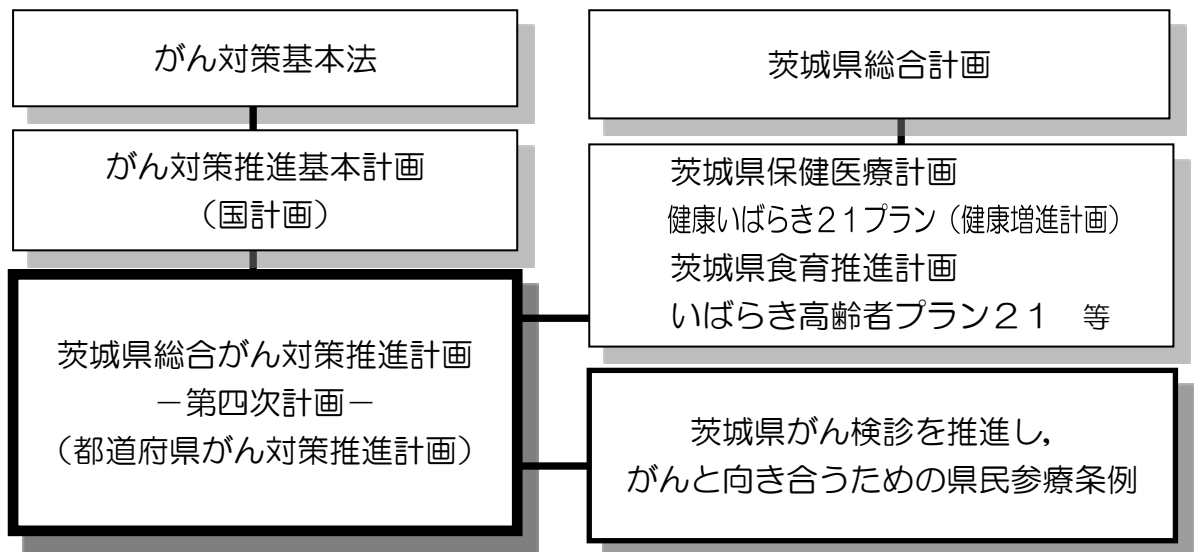 がん対策基本法
がん対策推進基本計画
（国計画）
茨城県総合がん対策推進計画
－第四次計画－
（都道府県がん対策推進計画）
茨城県総合計画
茨城県保健医療計画
健康いばらき２１プラン（健康増進計画）
茨城県食育推進計画
いばらき高齢者プラン２１　等
茨城県がん検診を推進し，
がんと向き合うための県民参療条例